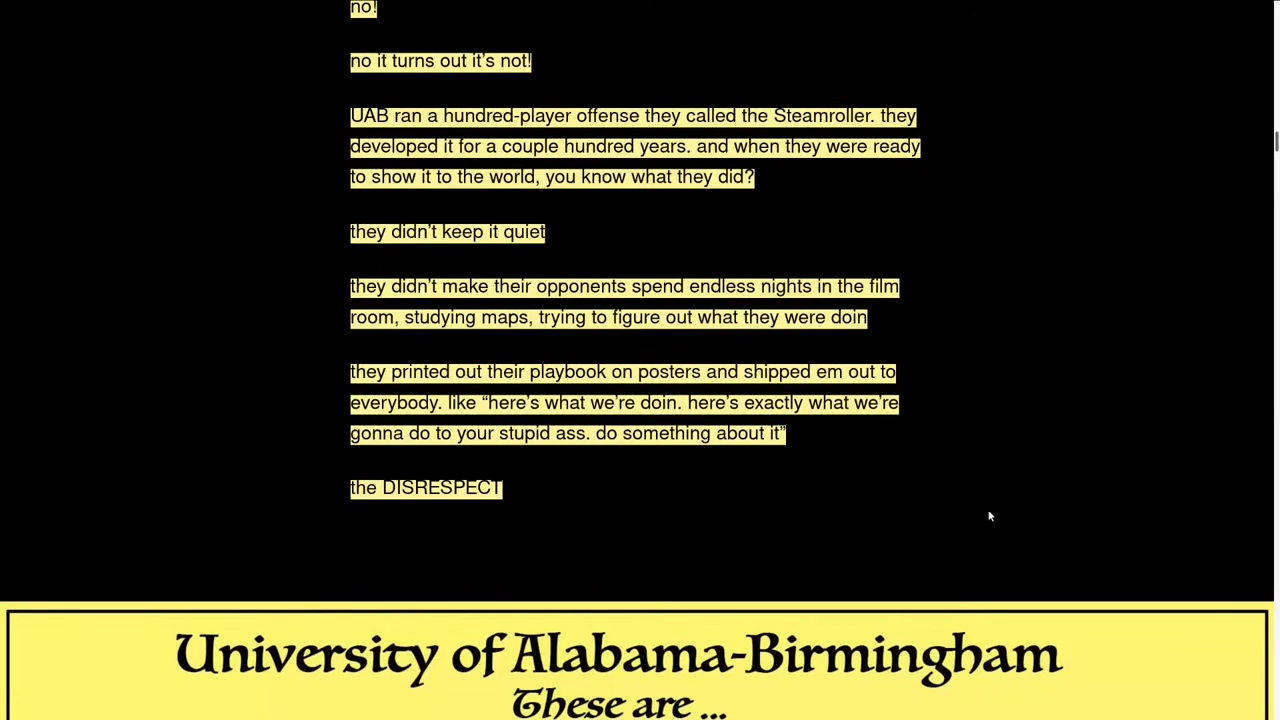 no!
no it turns out it's not!
UAB ran a hundred-player offense they called the Steamroller. they
developed it for a couple hundred years. and when they were ready
to show it to the world, you know what they did?
they didn't keep it quiet
they didn't make their opponents spend endless nights in the film
room, studying maps, trying to figure out what they were doin
they printed out their playbook on posters and shipped em out to
everybody. like “here's what we're doin. here's exactly what we're
gonna do to your stupid ass. do something about it”
the DISRESPECT
University of Alabama-Birmingham
These are ...